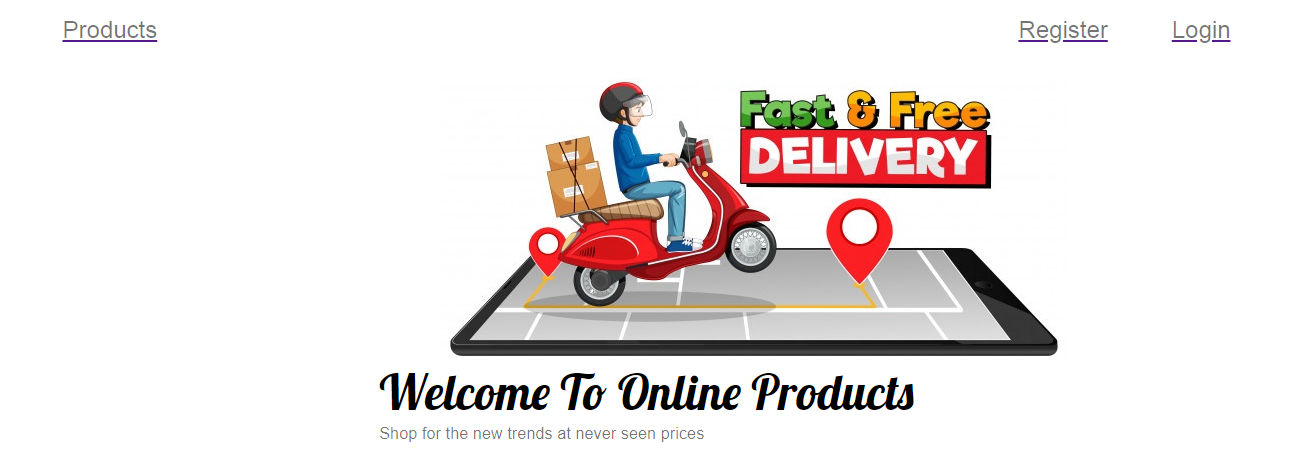 Products Register Login
Fast & Free
DELIVERY
Welcome To Online Products
Shop for the new trends at never seen prices